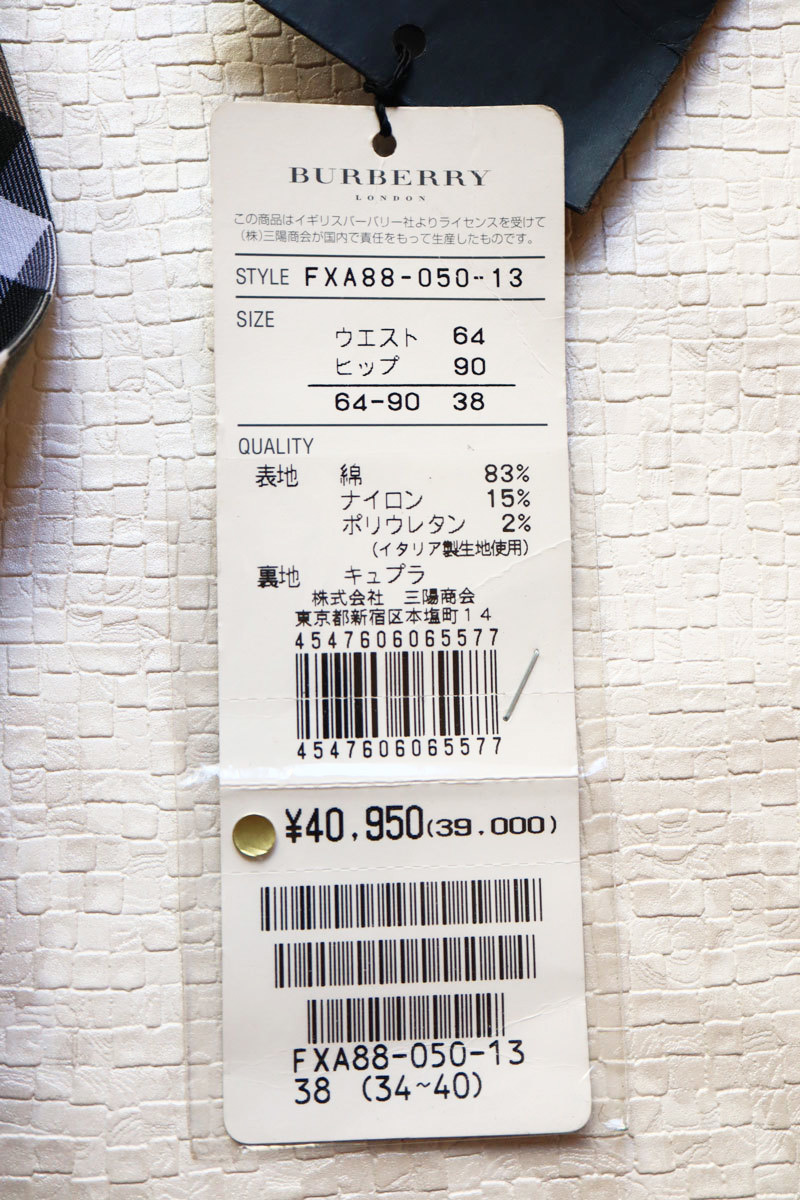 BURBERRY
LONDON
この商品はイギリスバーバリー社よりライセンスを受けて
(株)三陽商会が国内で責任をもって生産したものです。
STYLE FXA88-050-13
SIZE
ウエスト 64
ヒップ 90
64-90 38
QUALITY
表地 綿 83%
ナイロン 15%
ポリウレタン 2%
(イタリア製生地使用)
裏地 キュプラ
株式会社 三陽商会
東京都新宿区本塩町14
4547606065577
4547606065577
¥40,950(39,000)
FXA88-050-13
38 (34~40)